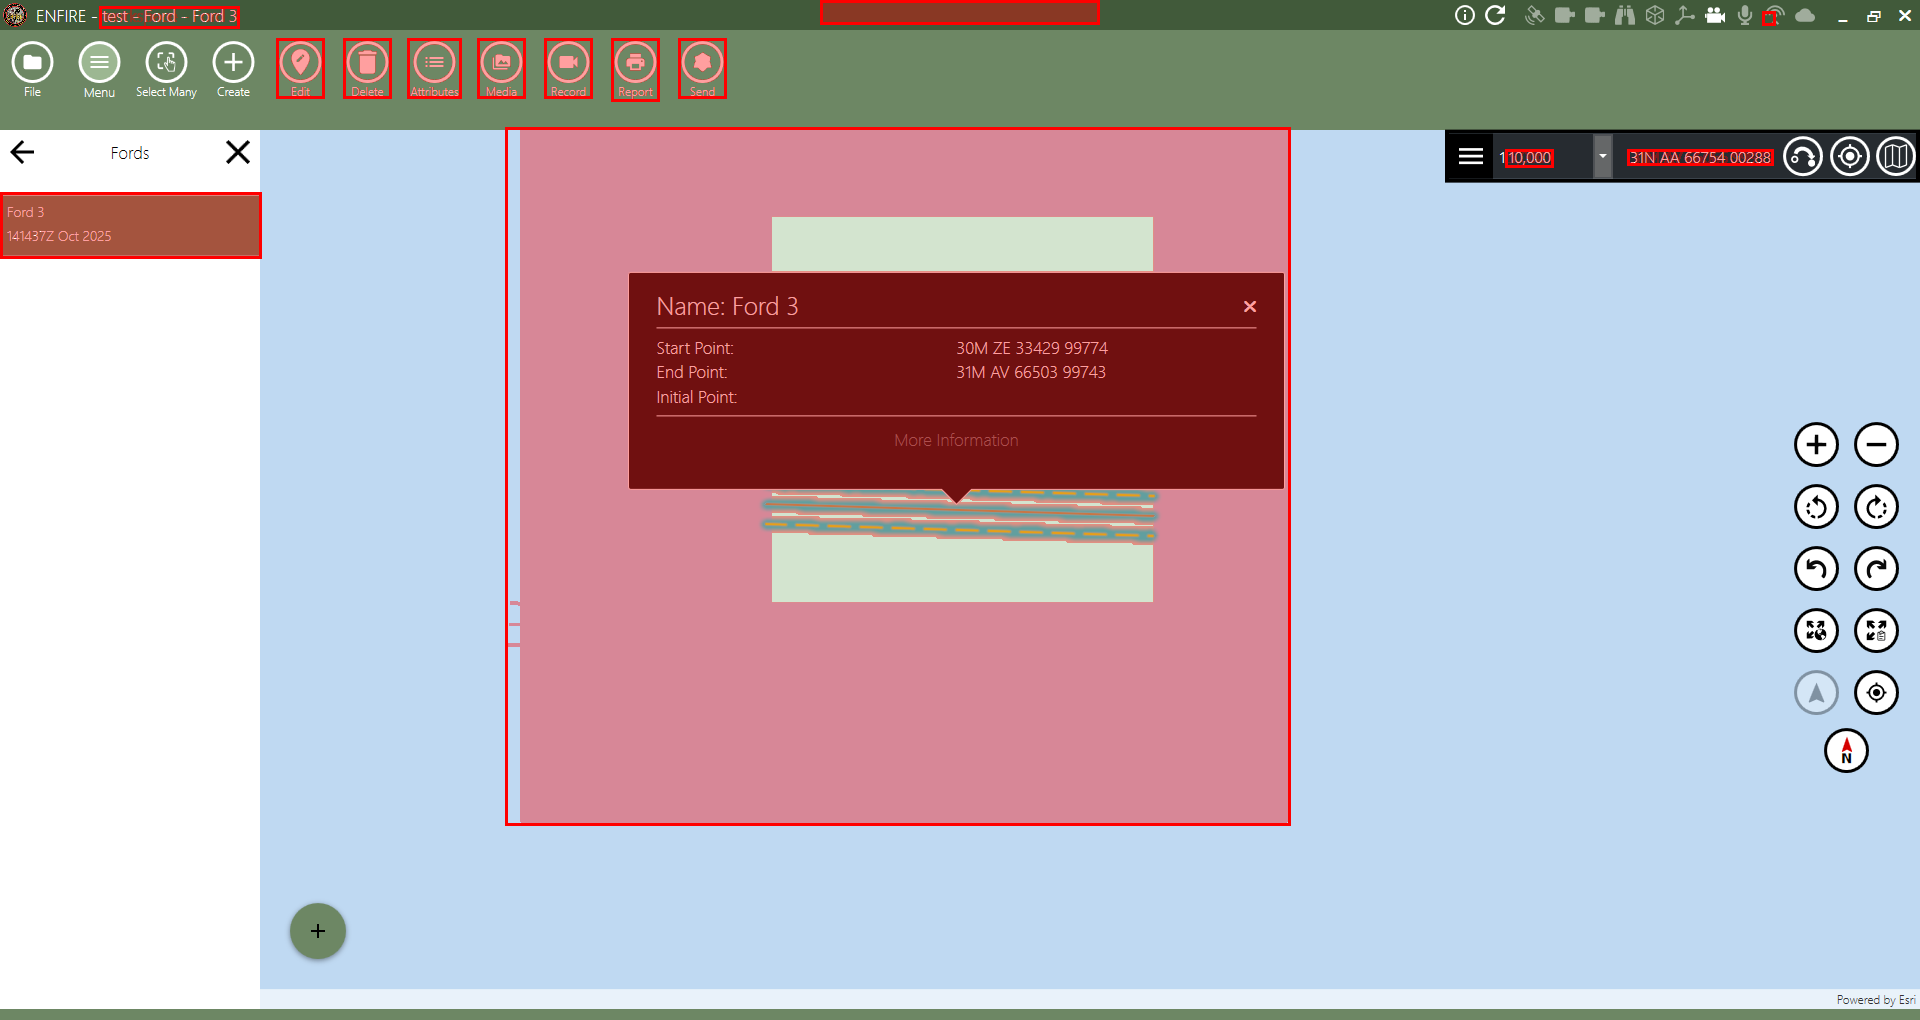 ENFIRE - test - Ford - Ford 3
File
Menu
Select Many
Create
Edit
Delete
Attributes
Media
Record
Report
Send
Fords
110,000
31N AA 66754 00288
Ford 3
141437Z Oct 2025
Name: Ford 3
Start Point: 30M ZE 33429 99774
End Point: 31M AV 66503 99743
Initial Point:
More Information
N
Powered by Esri